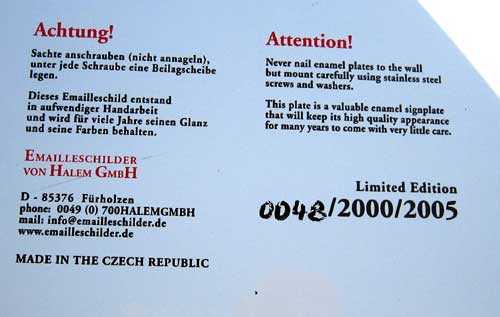 Achtung!
Sachte anschrauben (nicht annageln),
unter jede Schraube eine Beilagscheibe
legen.
Dieses Emailleschild entstand
in aufwendiger Handarbeit
und wird für viele Jahre seinen Glanz
und seine Farben behalten.
EMAILLESCHILDER
VON HALEM GMBH
D - 85376 Fürholzen
phone: 0049 (0) 700HALEMGMBH
mail: info@emailleschilder.de
www.emailleschilder.de
MADE IN THE CZECH REPUBLIC
Attention!
Never nail enamel plates to the wall
but mount carefully using stainless steel
screws and washers.
This plate is a valuable enamel signplate
that will keep its high quality appearance
for many years to come with very little care.
Limited Edition
0048/2000/2005